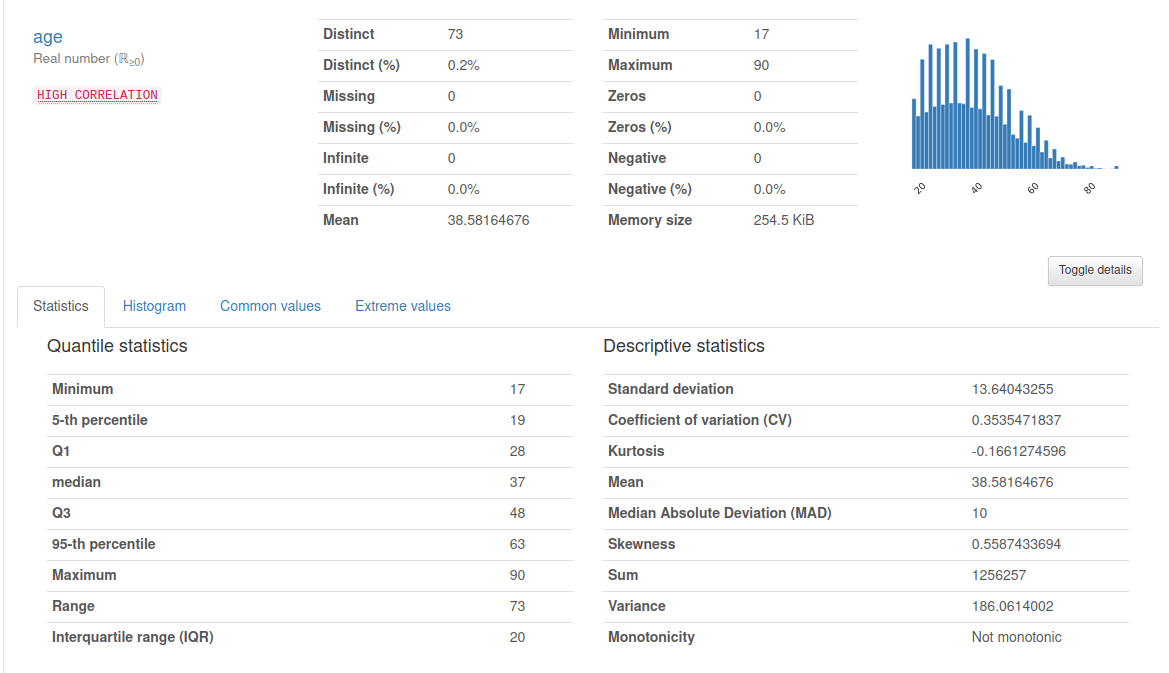 age
Real number (ℝ≥0)
HIGH CORRELATION
Distinct 73
Distinct (%) 0.2%
Missing 0
Missing (%) 0.0%
Infinite 0
Infinite (%) 0.0%
Mean 38.58164676
Minimum 17
Maximum 90
Zeros 0
Zeros (%) 0.0%
Negative 0
Negative (%) 0.0%
Memory size 254.5 KiB
20 40 60 80
Toggle details
Statistics Histogram Common values Extreme values
Quantile statistics
Minimum 17
5-th percentile 19
Q1 28
median 37
Q3 48
95-th percentile 63
Maximum 90
Range 73
Interquartile range (IQR) 20
Descriptive statistics
Standard deviation 13.64043255
Coefficient of variation (CV) 0.3535471837
Kurtosis -0.1661274596
Mean 38.58164676
Median Absolute Deviation (MAD) 10
Skewness 0.5587433694
Sum 1256257
Variance 186.0614002
Monotonicity Not monotonic